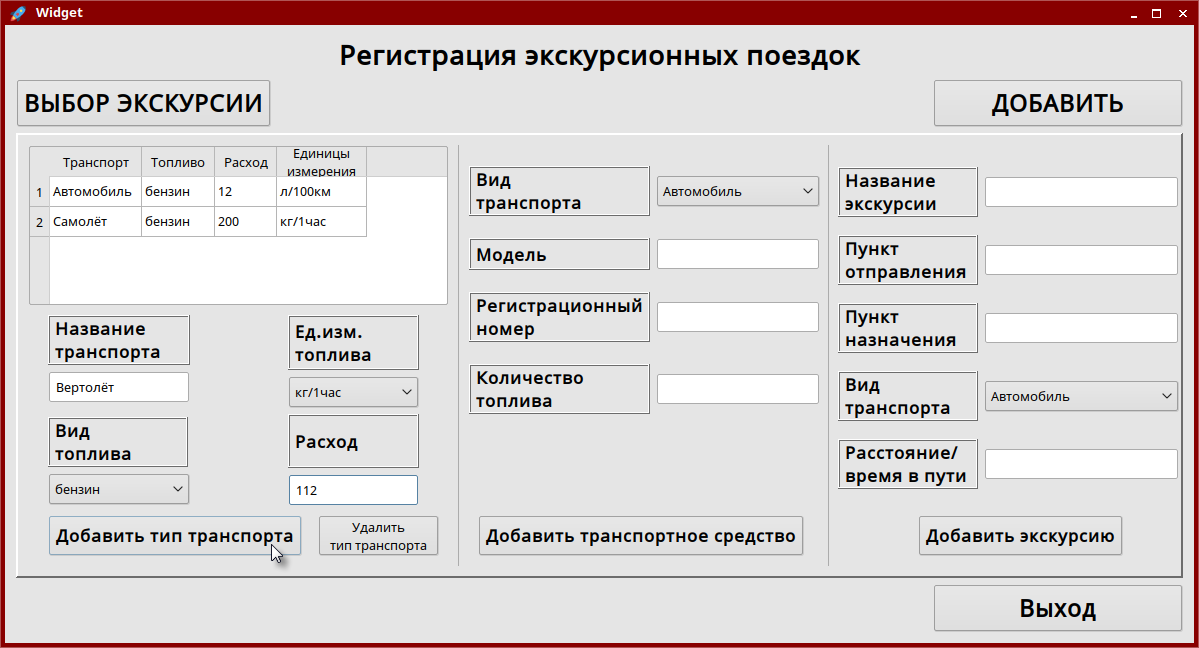 Widget
Регистрация экскурсионных поездок
ВЫБОР ЭКСКУРСИИ
ДОБАВИТЬ
Транспорт Топливо Расход Единицы измерения
1 Автомобиль бензин 12 л/100км
2 Самолёт бензин 200 кг/1час
Название
транспорта
Вертолёт
Ед.изм.
топлива
кг/1час
Вид
топлива
бензин
Расход
112
Добавить тип транспорта
Удалить
тип транспорта
Вид
транспорта
Автомобиль
Модель
Регистрационный
номер
Количество
топлива
Добавить транспортное средство
Название
экскурсии
Пункт
отправления
Пункт
назначения
Вид
транспорта
Автомобиль
Расстояние/
время в пути
Добавить экскурсию
Выход